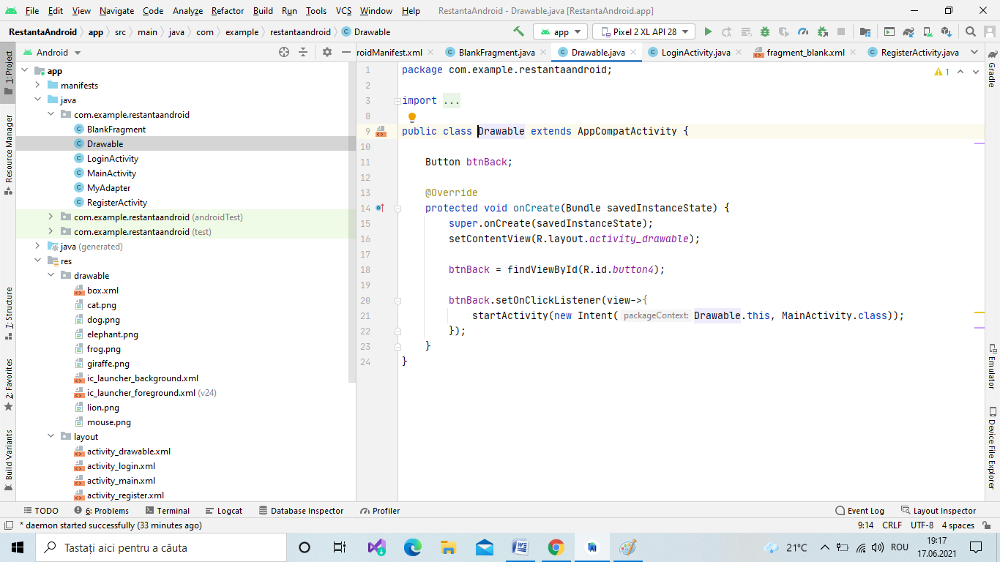 File Edit View Navigate Code Analyze Refactor Build Run Tools VCS Window Help RestantaAndroid - Drawable.java [RestantaAndroid.app]
RestantaAndroid app src main java com example restantaandroid Drawable app Pixel 2 XL API 28
Android
roidManifest.xml BlankFragment.java Drawable.java LoginActivity.java fragment_blank.xml RegisterActivity.java
1: Project
Resource Manager
7: Structure
2: Favorites
Build Variants
app
manifests
java
com.example.restantaandroid
BlankFragment
Drawable
LoginActivity
MainActivity
MyAdapter
RegisterActivity
com.example.restantaandroid (androidTest)
com.example.restantaandroid (test)
java (generated)
res
drawable
box.xml
cat.png
dog.png
elephant.png
frog.png
giraffe.png
ic_launcher_background.xml
ic_launcher_foreground.xml (v24)
lion.png
mouse.png
layout
activity_drawable.xml
activity_login.xml
activity_main.xml
activity_register.xml
1 package com.example.restantaandroid;
2
3 import ...
8
9 public class Drawable extends AppCompatActivity {
10
11 Button btnBack;
12
13 @Override
14 protected void onCreate(Bundle savedInstanceState) {
15 super.onCreate(savedInstanceState);
16 setContentView(R.layout.activity_drawable);
17
18 btnBack = findViewById(R.id.button4);
19
20 btnBack.setOnClickListener(view->{
21 startActivity(new Intent( packageContext: Drawable.this, MainActivity.class));
22 });
23 }
24 }
1
Gradle
Emulator
Device File Explorer
TODO 6: Problems Terminal Logcat Database Inspector Profiler Event Log Layout Inspector
* daemon started successfully (33 minutes ago) 9:14 CRLF UTF-8 4 spaces
Tastați aici pentru a căuta
21°C ROU 19:17
17.06.2021